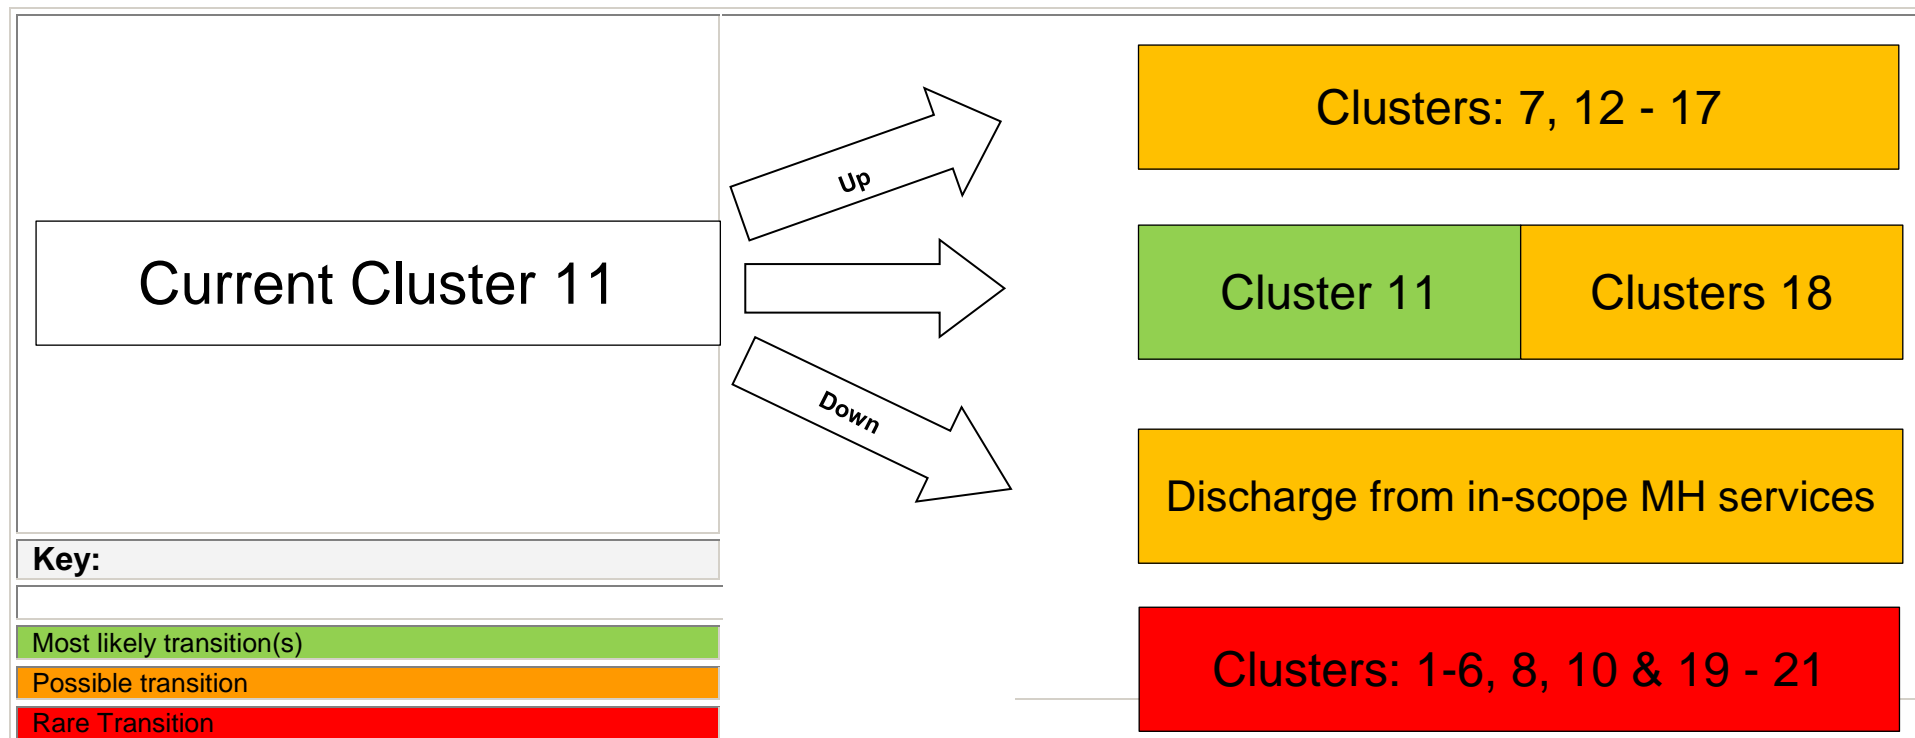 Clusters: 7, 12 - 17
Up
Current Cluster 11
Cluster 11
Clusters 18
Down
Discharge from in-scope MH services
Key:
Most likely transition(s)
Possible transition
Rare Transition
Clusters: 1-6, 8, 10 & 19 - 21